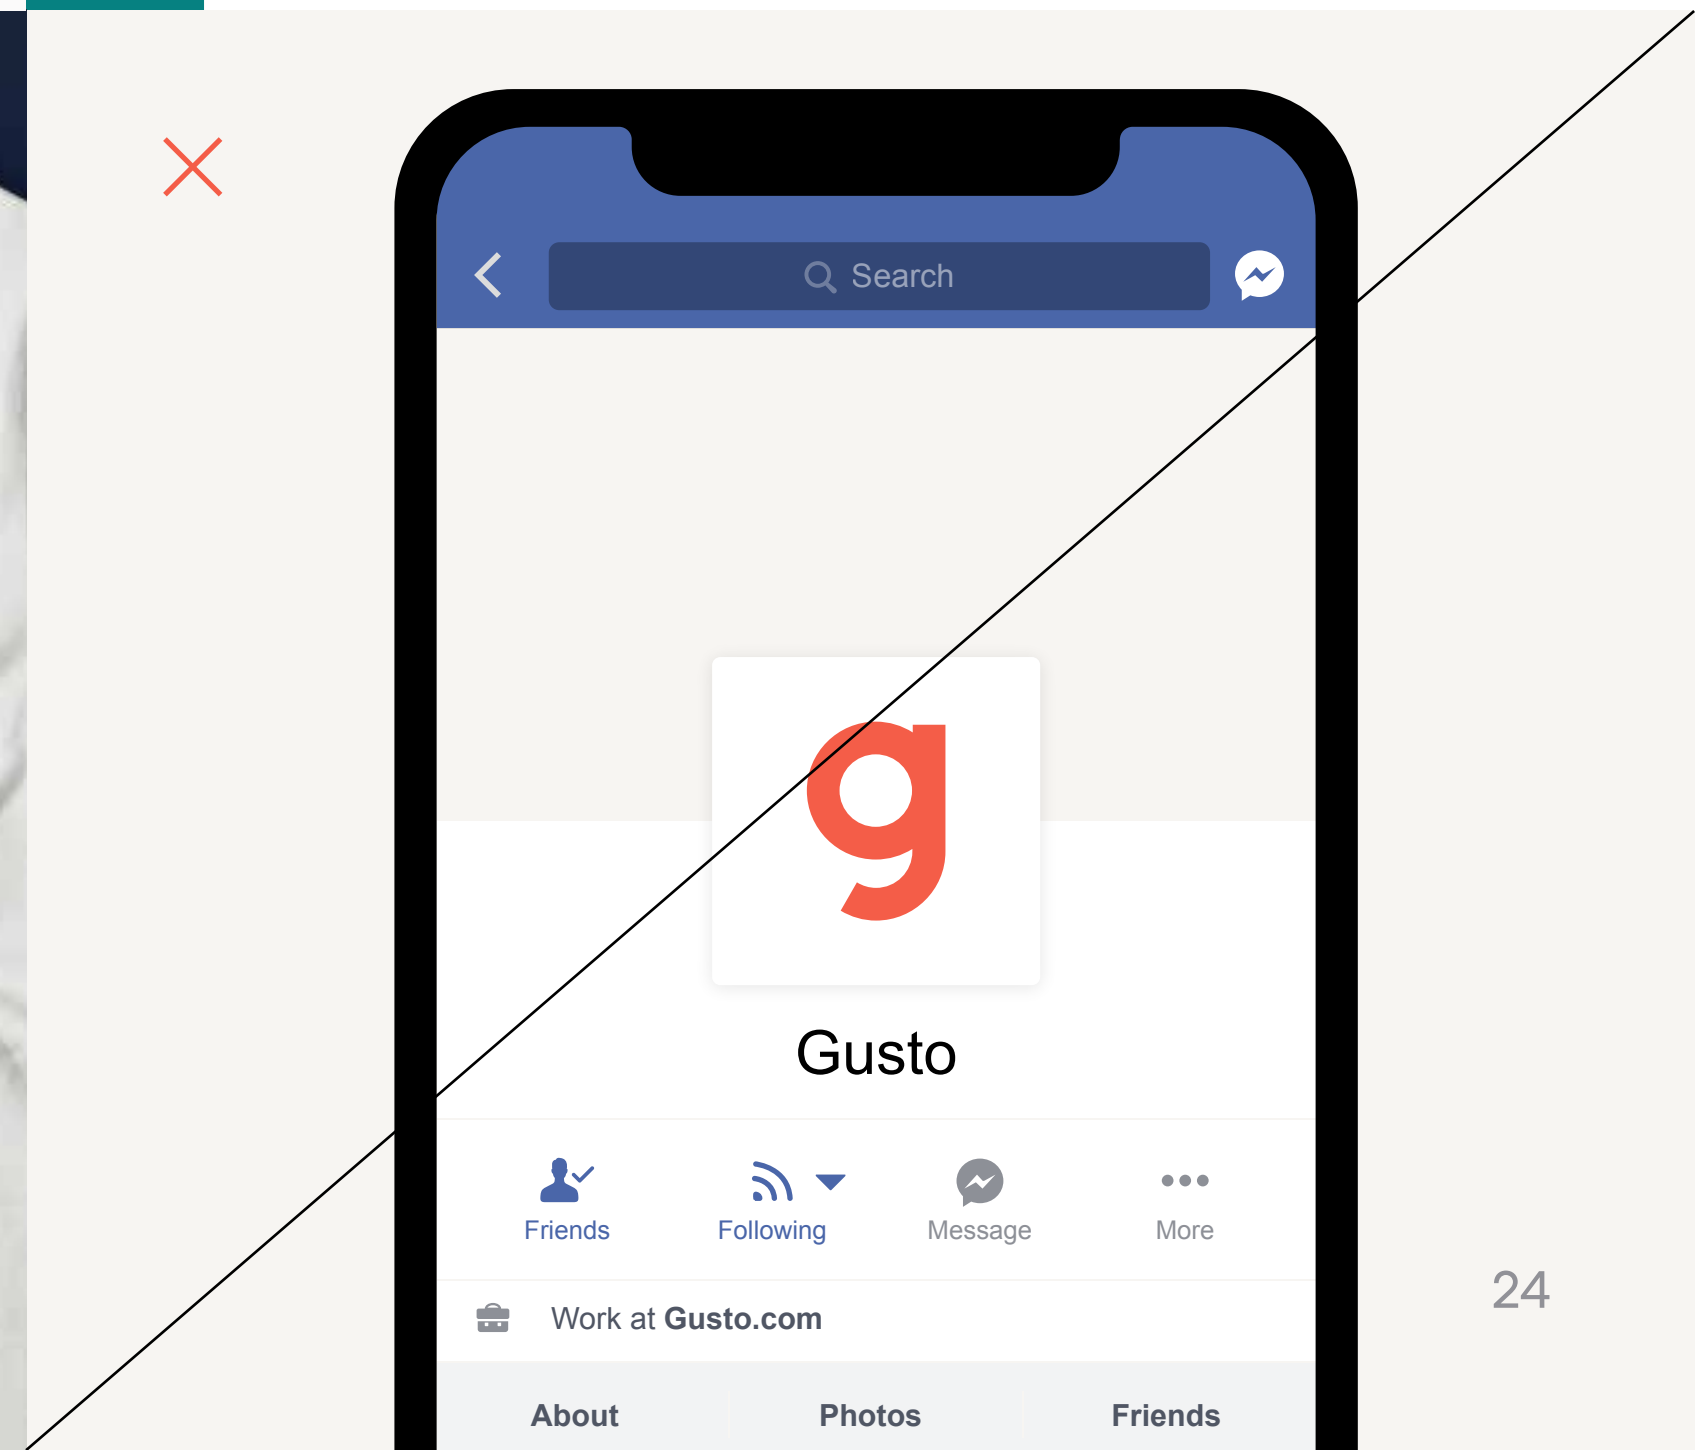 Search
g
Gusto
Friends Following Message More
Work at Gusto.com
24
About Photos Friends